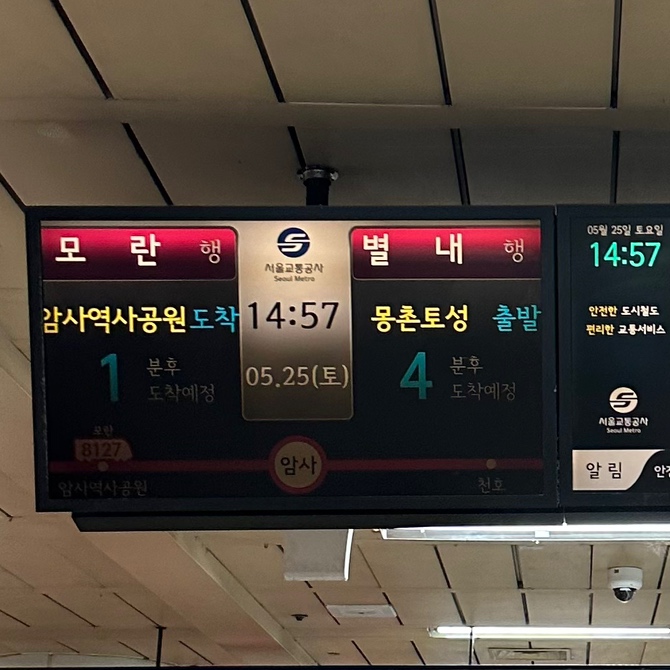 모 란 행
암사역사공원 도착
1 분후
도착예정
모란
8127
암사역사공원
서울교통공사
Seoul Metro
14:57
05.25(토)
암사
별 내 행
몽촌토성 출발
4 분후
도착예정
천호
05월 25일 토요일
14:57
안전한 도시철도
편리한 교통서비스
서울교통공사
Seoul Metro
알 림